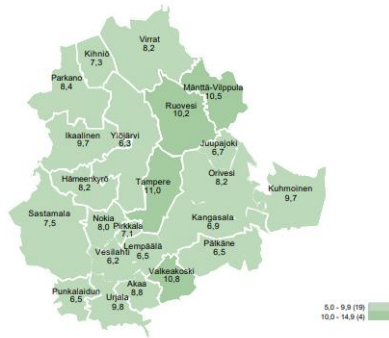 Virrat
8,2
Kihniö
7,3
Parkano
8,4
Mänttä-Vilppula
10,5
Ruovesi
10,2
Ikaalinen
9,7
Ylöjärvi
6,3
Juupajoki
6,7
Hämeenkyrö
8,2
Tampere
11,0
Orivesi
8,2
Kuhmoinen
9,7
Sastamala
7,5
Nokia
8,0
Pirkkala
7,1
Kangasala
6,9
Lempäälä
6,5
Vesilahti
6,2
Pälkäne
6,5
Valkeakoski
10,8
Akaa
8,8
Punkalaidun
6,5
Urjala
9,8
5,0 - 9,9 (19)
10,0 - 14,9 (4)